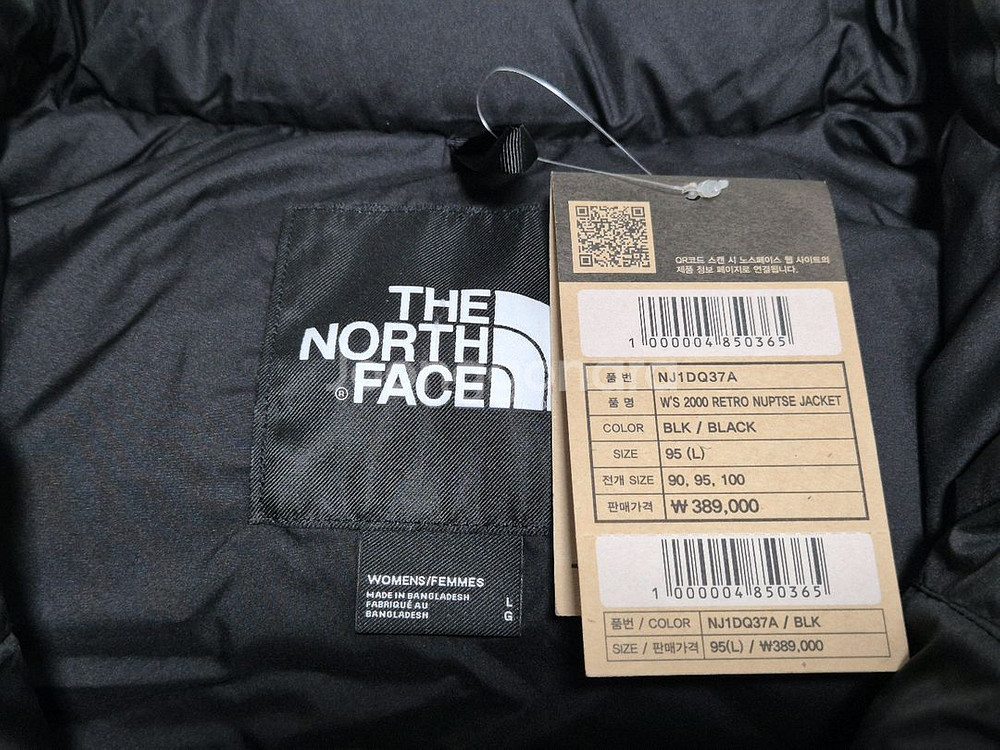 THE
NORTH
FACE
®
WOMENS/FEMMES
MADE IN BANGLADESH
FABRIQUÉ AU
BANGLADESH
L
G
QR코드 스캔 시 노스페이스 웹 사이트의
제품 정보 페이지로 연결됩니다.
1 000004 850365
품 번 NJ1DQ37A
품 명 W'S 2000 RETRO NUPTSE JACKET
COLOR BLK / BLACK
SIZE 95 (L)
전개 SIZE 90, 95, 100
판매가격 ₩ 389,000
1 000004 850365
품번 / COLOR NJ1DQ37A / BLK
SIZE / 판매가격 95(L) / ₩389,000